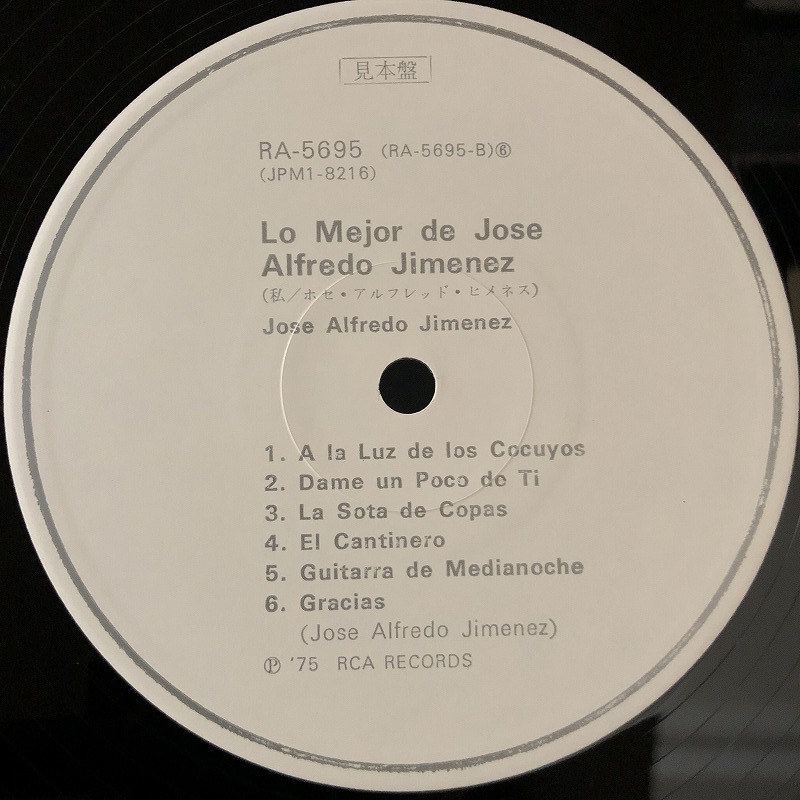 見本盤
RA-5695 (RA-5695-B)⑥
(JPM1-8216)
Lo Mejor de Jose
Alfredo Jimenez
(私/ホセ・アルフレッド・ヒメネス)
Jose Alfredo Jimenez
1. A la Luz de los Cocuyos
2. Dame un Poco de Ti
3. La Sota de Copas
4. El Cantinero
5. Guitarra de Medianoche
6. Gracias
(Jose Alfredo Jimenez)
Ⓟ '75 RCA RECORDS